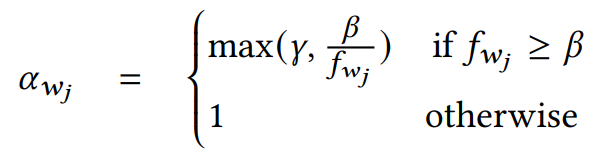 α_{w_j} = { max(γ, β / f_{w_j}) if f_{w_j} ≥ β
1 otherwise